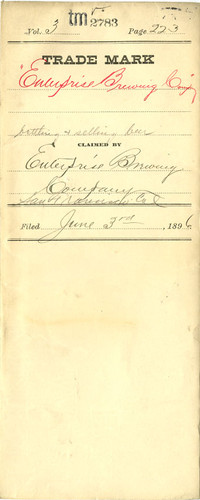 Vol. 3 tm 2783 Page 223
TRADE MARK
"Enterprise Brewing Comp
bottling & selling beer
CLAIMED BY
Enterprise Brewing
Company
San Francisco Cal
Filed June 3rd, 1896